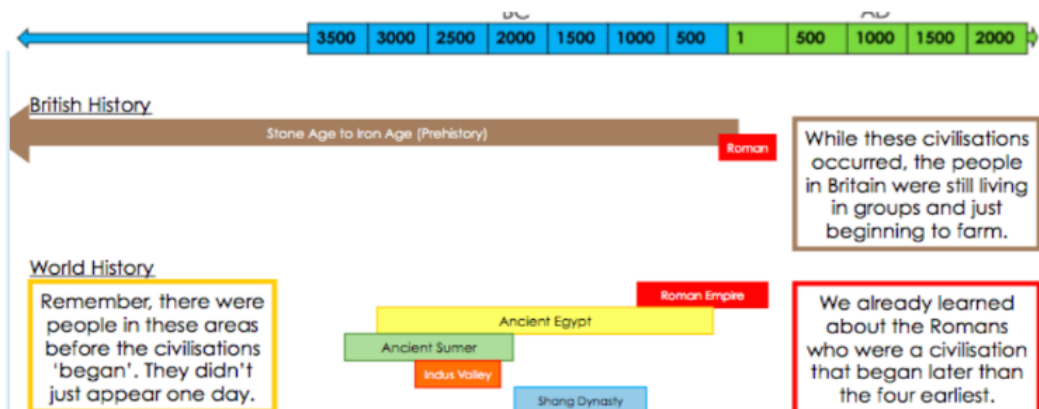 BC AD
3500 3000 2500 2000 1500 1000 500 1 500 1000 1500 2000
British History
Stone Age to Iron Age (Prehistory)
Roman
While these civilisations
occurred, the people
in Britain were still living
in groups and just
beginning to farm.
World History
Remember, there were
people in these areas
before the civilisations
‘began’. They didn’t
just appear one day.
Roman Empire
Ancient Egypt
Ancient Sumer
Indus Valley
Shang Dynasty
We already learned
about the Romans
who were a civilisation
that began later than
the four earliest.